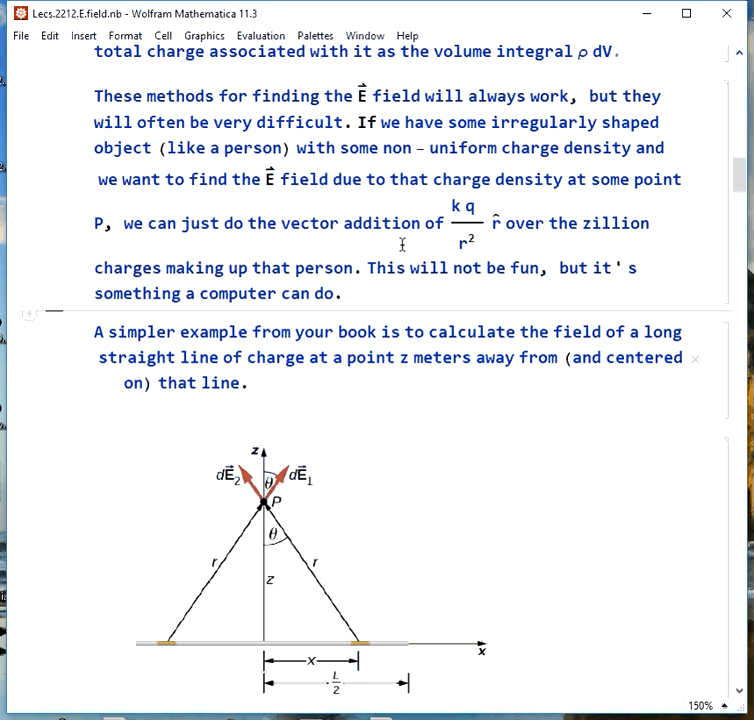 Lecs.2212.E.field.nb - Wolfram Mathematica 11.3
File Edit Insert Format Cell Graphics Evaluation Palettes Window Help
total charge associated with it as the volume integral ρ dV.
These methods for finding the E⃗ field will always work, but they
will often be very difficult. If we have some irregularly shaped
object (like a person) with some non - uniform charge density and
we want to find the E⃗ field due to that charge density at some point
P, we can just do the vector addition of k q / r² r̂ over the zillion
charges making up that person. This will not be fun, but it's
something a computer can do.
A simpler example from your book is to calculate the field of a long
straight line of charge at a point z meters away from (and centered
on) that line.
z
dE⃗₂ θ dE⃗₁
P
θ
r r
z
x
x
L/2
150%